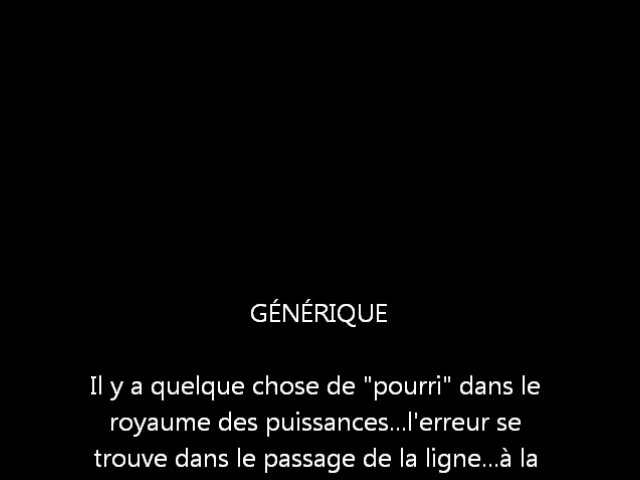 GÉNÉRIQUE
Il y a quelque chose de "pourri" dans le
royaume des puissances...l'erreur se
trouve dans le passage de la ligne...à la